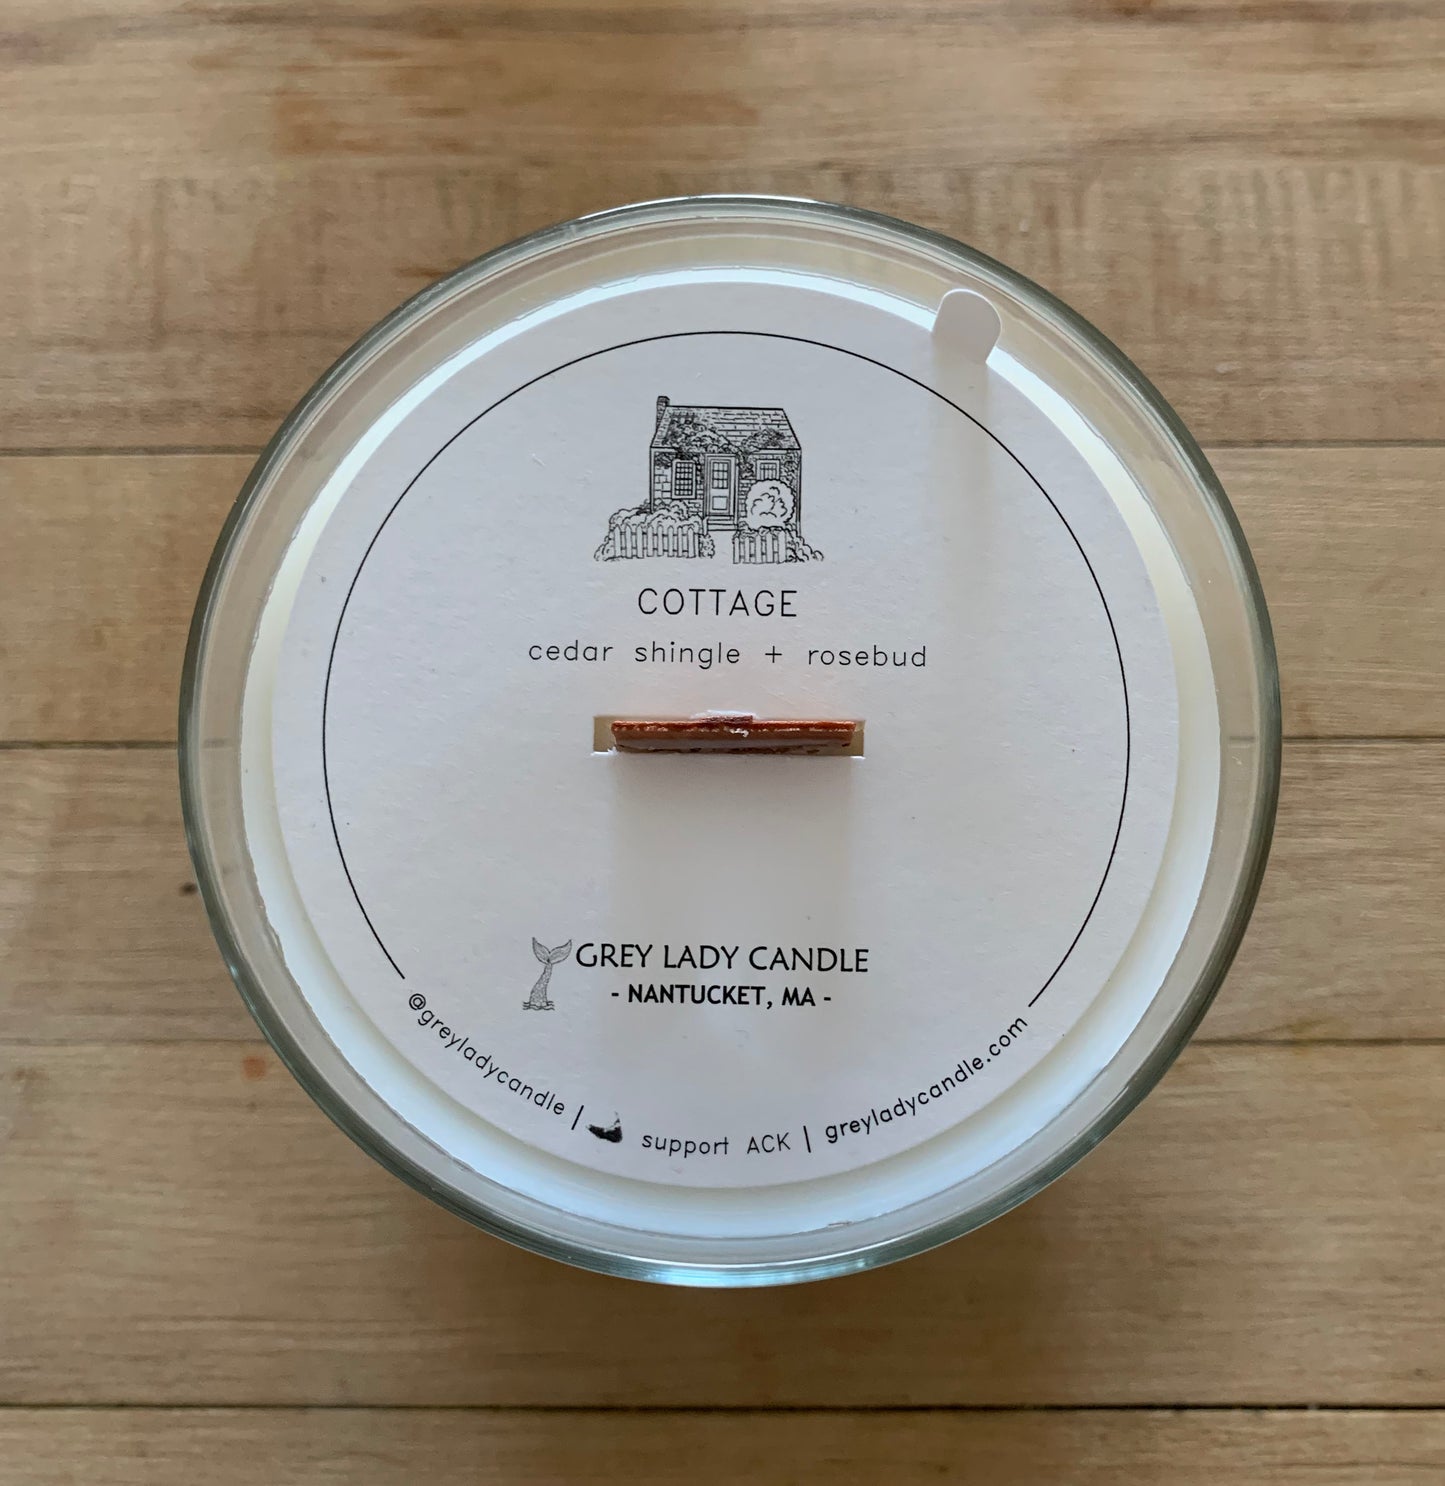 COTTAGE
cedar shingle + rosebud
GREY LADY CANDLE
- NANTUCKET, MA -
@greyladycandle | support ACK | greyladycandle.com